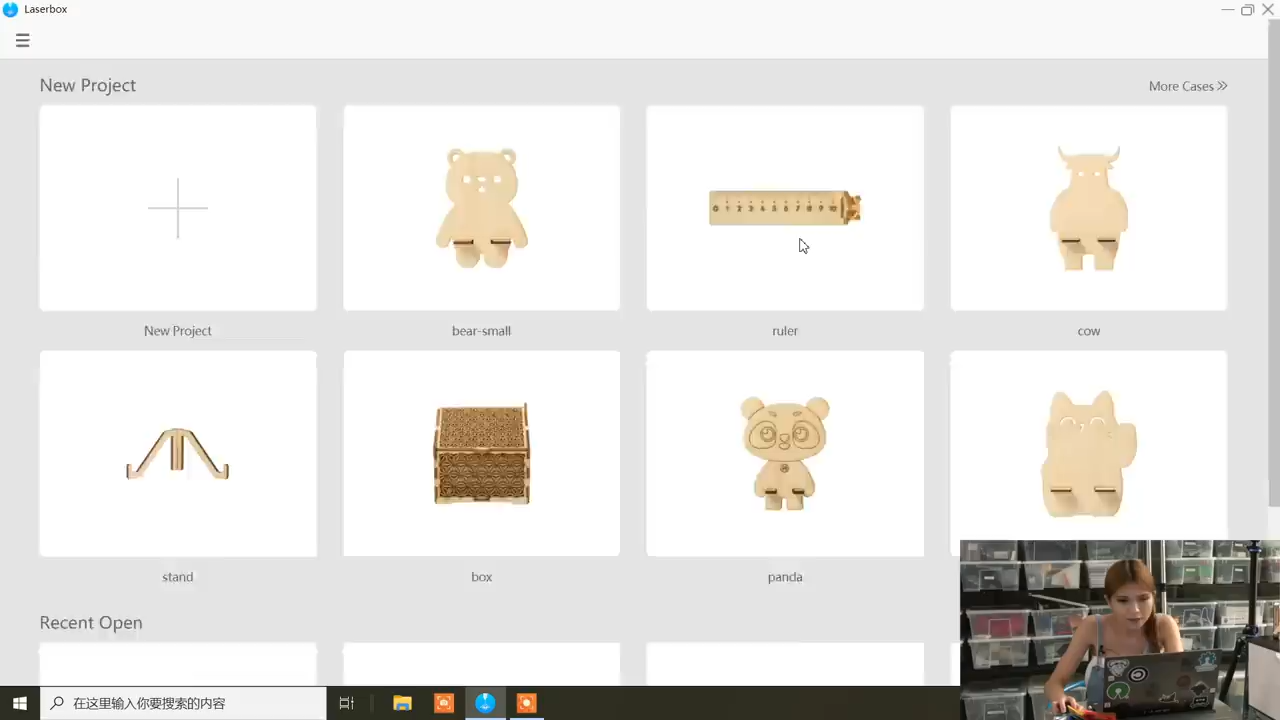 Laserbox
New Project
More Cases
New Project
bear-small
ruler
cow
stand
box
panda
Recent Open
在这里输入你要搜索的内容